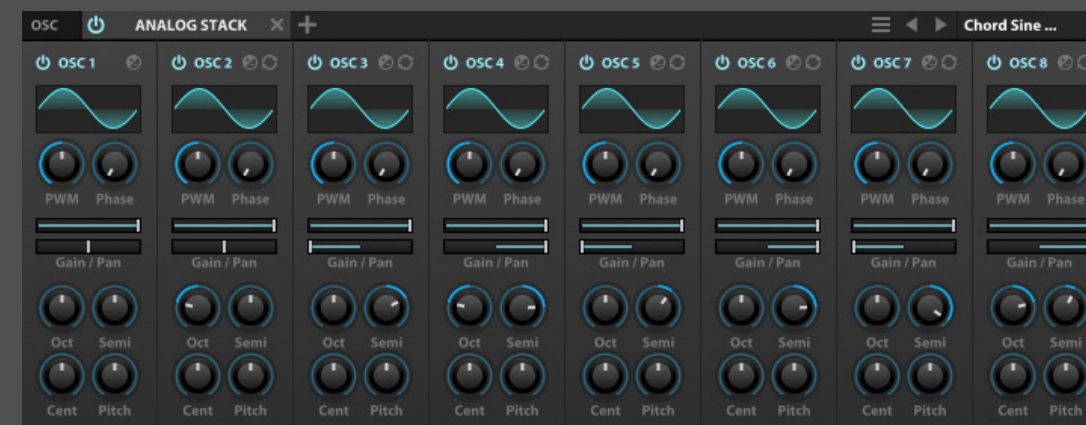 OSC ANALOG STACK Chord Sine ...
OSC 1 OSC 2 OSC 3 OSC 4 OSC 5 OSC 6 OSC 7 OSC 8
PWM Phase PWM Phase PWM Phase PWM Phase PWM Phase PWM Phase PWM Phase PWM Phase
Gain / Pan Gain / Pan Gain / Pan Gain / Pan Gain / Pan Gain / Pan Gain / Pan Gain / Pan
Oct Semi Oct Semi Oct Semi Oct Semi Oct Semi Oct Semi Oct Semi Oct Semi
Cent Pitch Cent Pitch Cent Pitch Cent Pitch Cent Pitch Cent Pitch Cent Pitch Cent Pitch